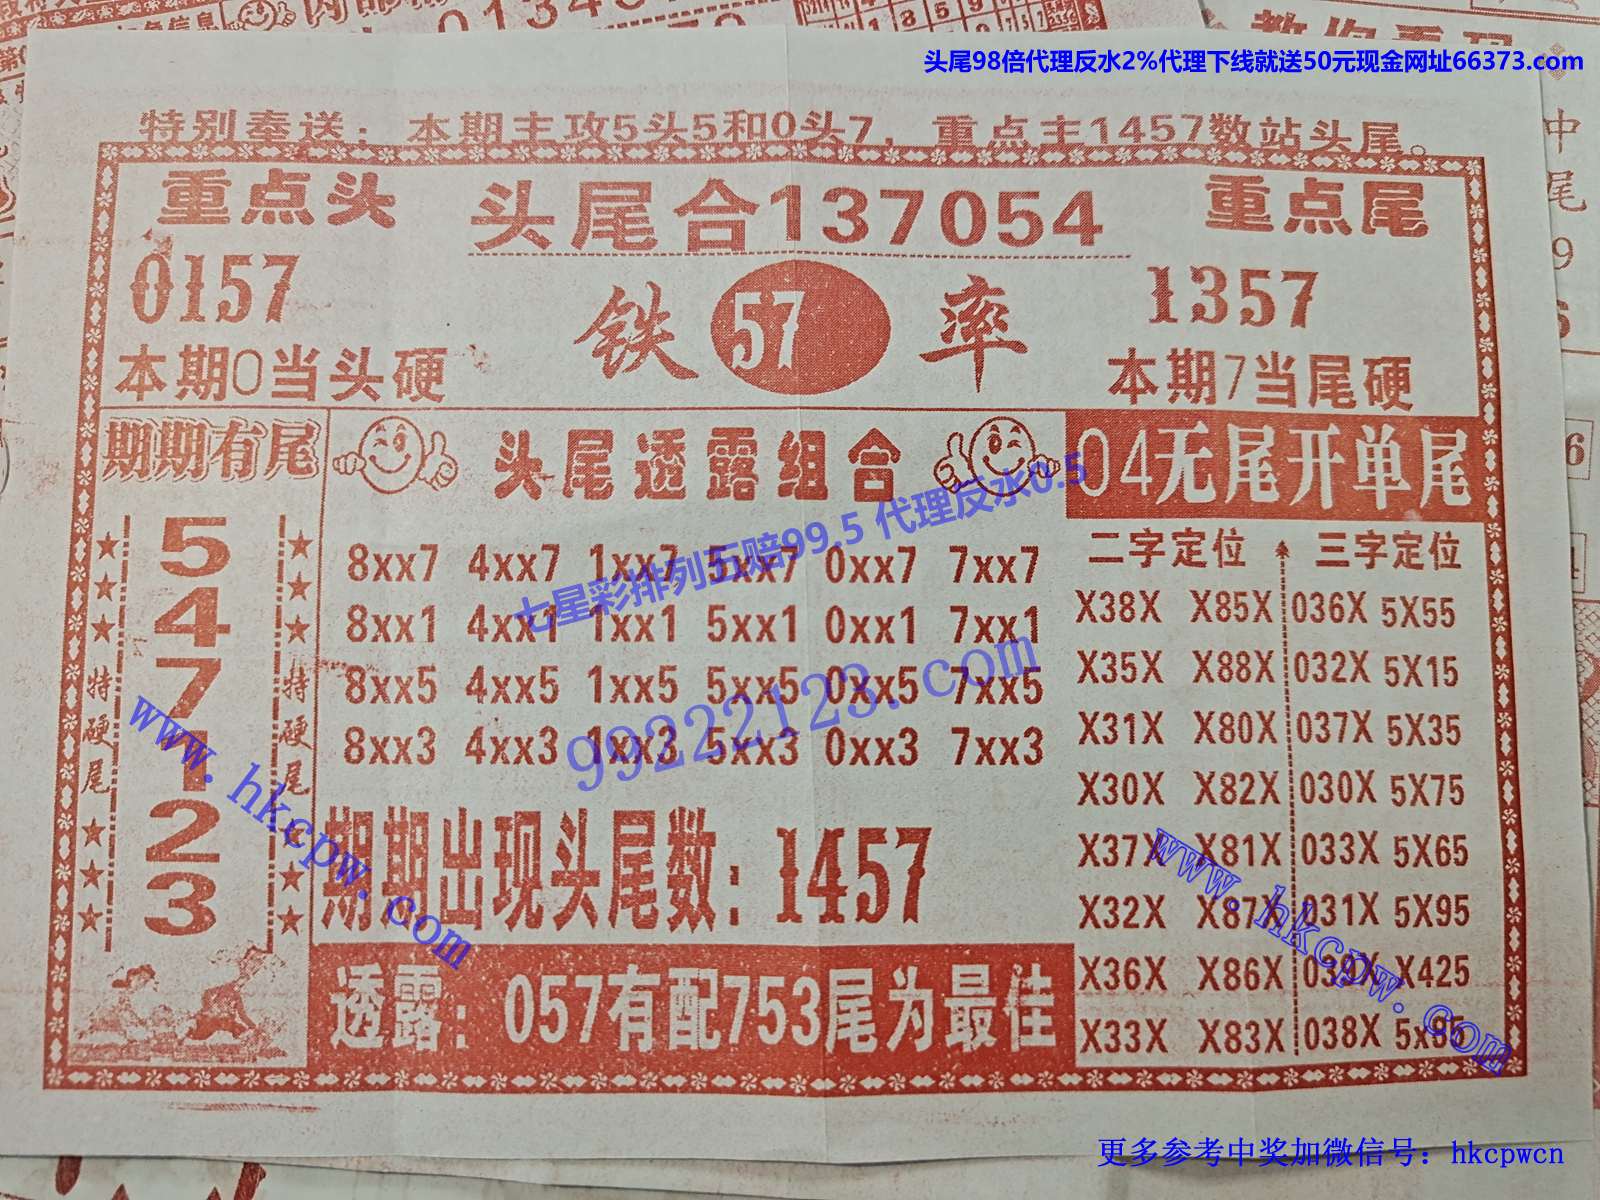 头尾98倍代理反水2%代理下线就送50元现金网址66373.com
特别奉送：本期主攻5头5和0头7，重点主1457数站头尾。
重点头
头尾合137054
重点尾
0157
铁 57 率
1357
本期0当头硬
本期7当尾硬
期期有尾
头尾透露组合
04无尾开单尾
5
4
7
1
2
3
特硬尾
特硬尾
8xx7 4xx7 1xx7 5xx7 0xx7 7xx7
8xx1 4xx1 1xx1 5xx1 0xx1 7xx1
8xx5 4xx5 1xx5 5xx5 0xx5 7xx5
8xx3 4xx3 1xx3 5xx3 0xx3 7xx3
期期出现头尾数：1457
透露：057有配753尾为最佳
二字定位 三字定位
X38X X85X 036X 5X55
X35X X88X 032X 5X15
X31X X80X 037X 5X35
X30X X82X 030X 5X75
X37X X81X 033X 5X65
X32X X87X 031X 5X95
X36X X86X 039X X425
X33X X83X 038X 5x85
七星彩排列五赔99.5 代理反水0.5
99222123.com
www.hkcpw.com
www.hkcpw.com
更多参考中奖加微信号：hkcpwcn